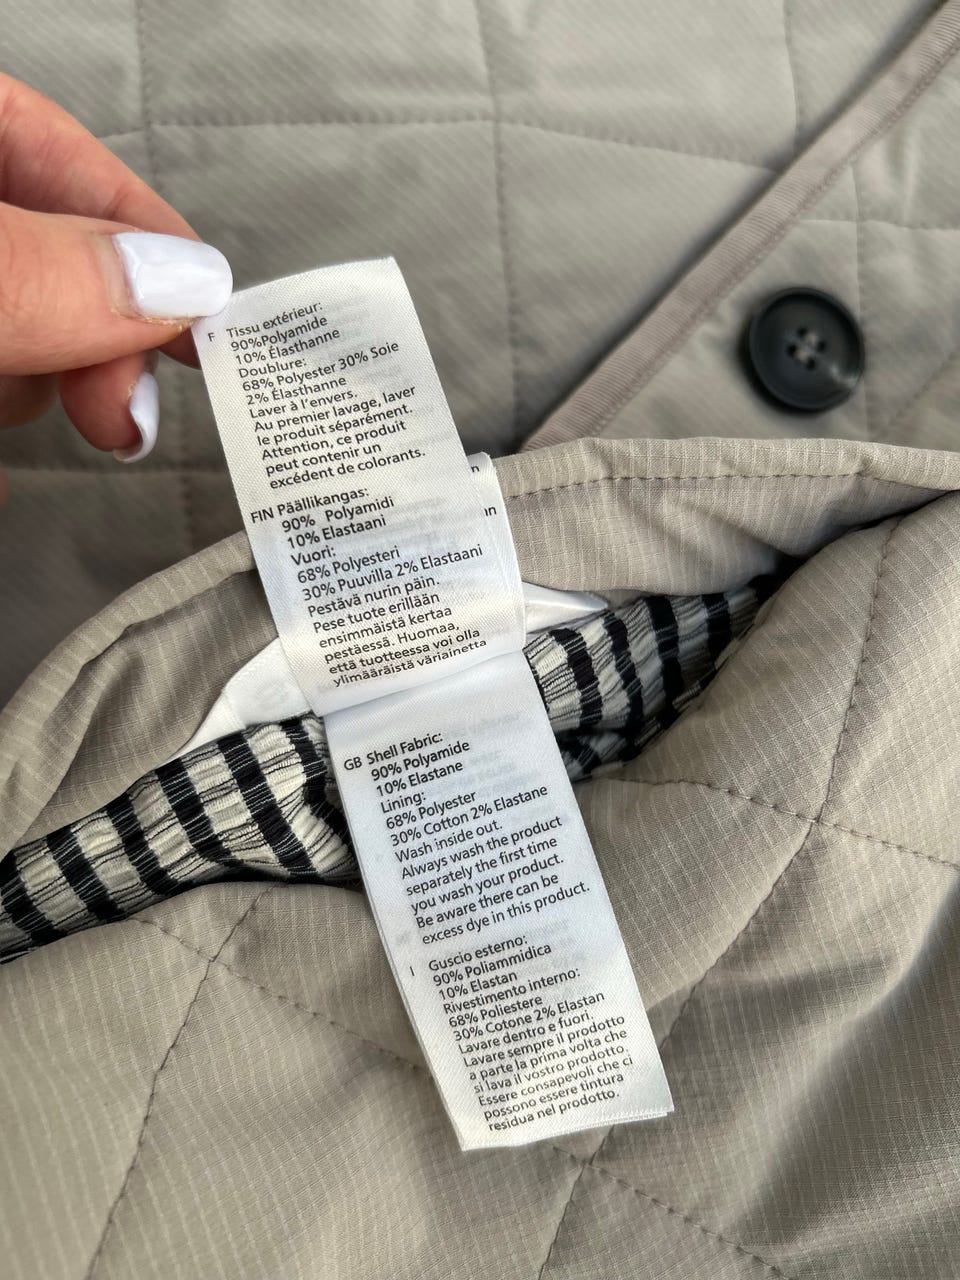 F Tissu extérieur:
90%Polyamide
10% Élasthanne
Doublure:
68% Polyester 30% Soie
2% Élasthanne
Laver à l'envers.
Au premier lavage, laver
le produit séparément.
Attention, ce produit
peut contenir un
excédent de colorants.
FIN Päällikangas:
90% Polyamidi
10% Elastaani
Vuori:
68% Polyesteri
30% Puuvilla 2% Elastaani
Pestävä nurin päin.
Pese tuote erillään
ensimmäistä kertaa
pestäessä. Huomaa,
että tuotteessa voi olla
ylimääräistä väriainetta
n
an
GB Shell Fabric:
90% Polyamide
10% Elastane
Lining:
68% Polyester
30% Cotton 2% Elastane
Wash inside out.
Always wash the product
separately the first time
you wash your product.
Be aware there can be
excess dye in this product.
I Guscio esterno:
90% Poliammidica
10% Elastan
Rivestimento interno:
68% Poliestere
30% Cotone 2% Elastan
Lavare dentro e fuori.
Lavare sempre il prodotto
a parte la prima volta che
si lava il vostro prodotto.
Essere consapevoli che ci
possono essere tintura
residua nel prodotto.